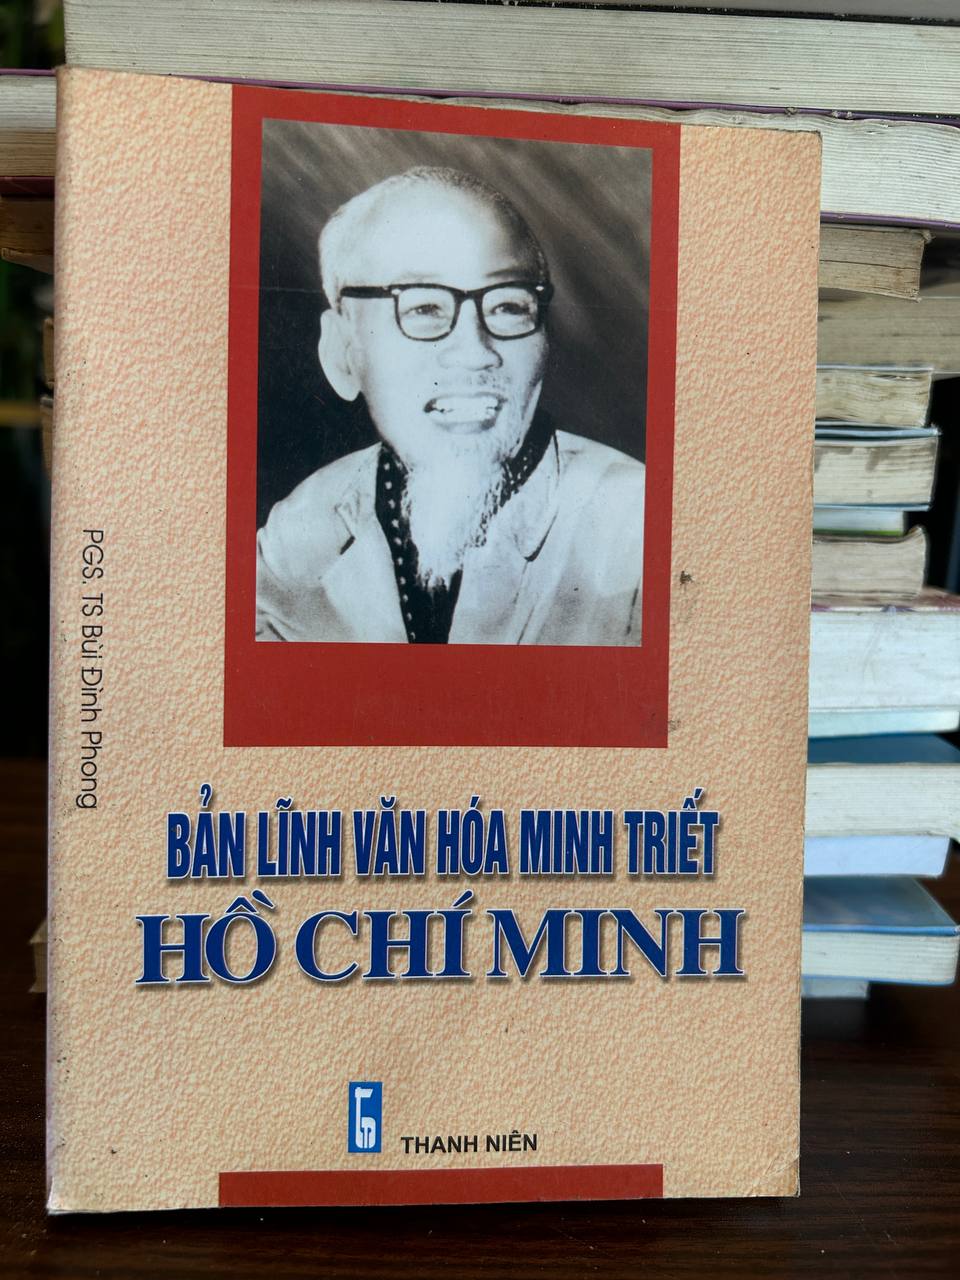 PGS. TS Bùi Đình Phong
BẢN LĨNH VĂN HÓA MINH TRIẾT
HỒ CHÍ MINH
THANH NIÊN